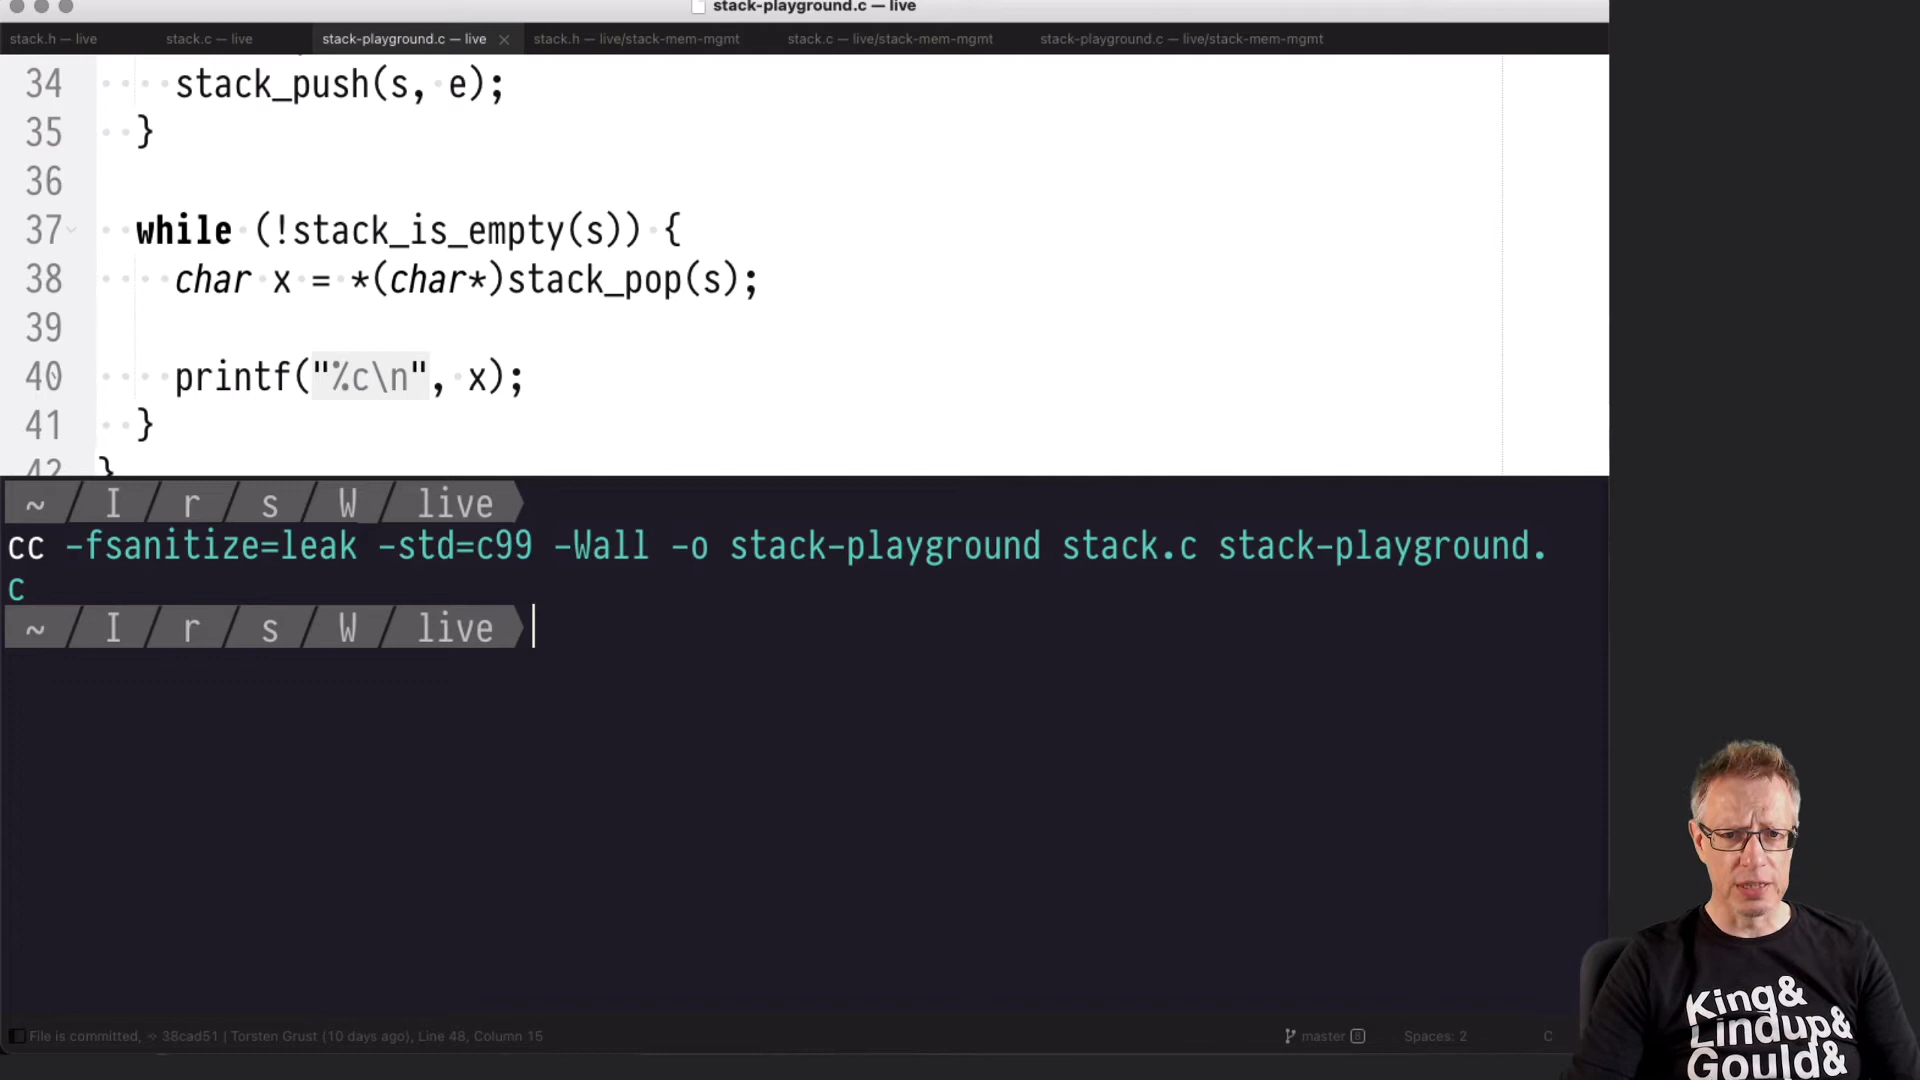 stack-playground.c — live
stack.h — live stack.c — live stack-playground.c — live stack.h — live/stack-mem-mgmt stack.c — live/stack-mem-mgmt stack-playground.c — live/stack-mem-mgmt
34 stack_push(s, e);
35 }
36
37 while (!stack_is_empty(s)) {
38 char x = *(char*)stack_pop(s);
39
40 printf("%c\n", x);
41 }
42 }
~ I r s W live
cc -fsanitize=leak -std=c99 -Wall -o stack-playground stack.c stack-playground.
c
~ I r s W live
File is committed, 38cad51 | Torsten Grust (10 days ago), Line 48, Column 15 master 8 Spaces: 2 C
King&
Lindup&
Gould&